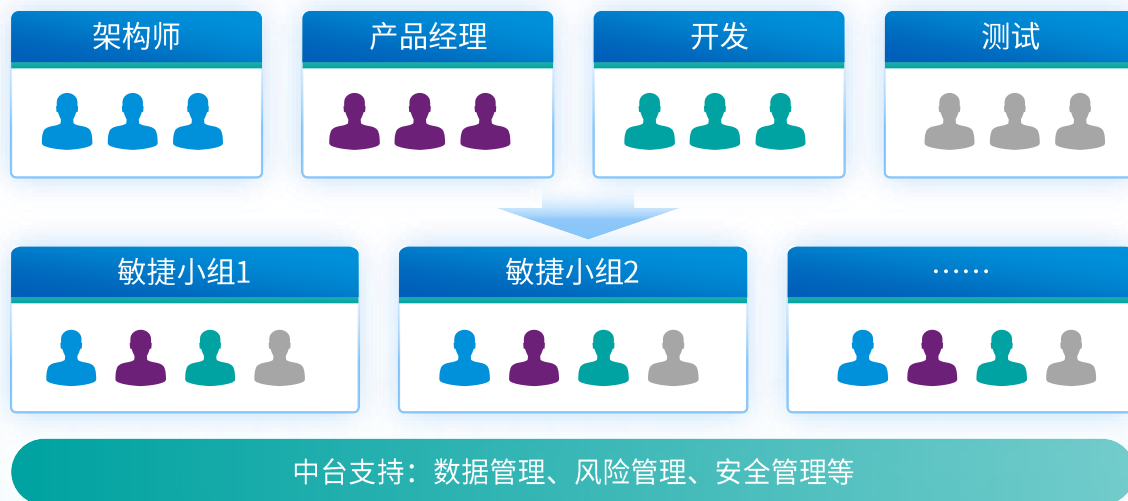 架构师
产品经理
开发
测试
敏捷小组1
敏捷小组2
……
中台支持：数据管理、风险管理、安全管理等